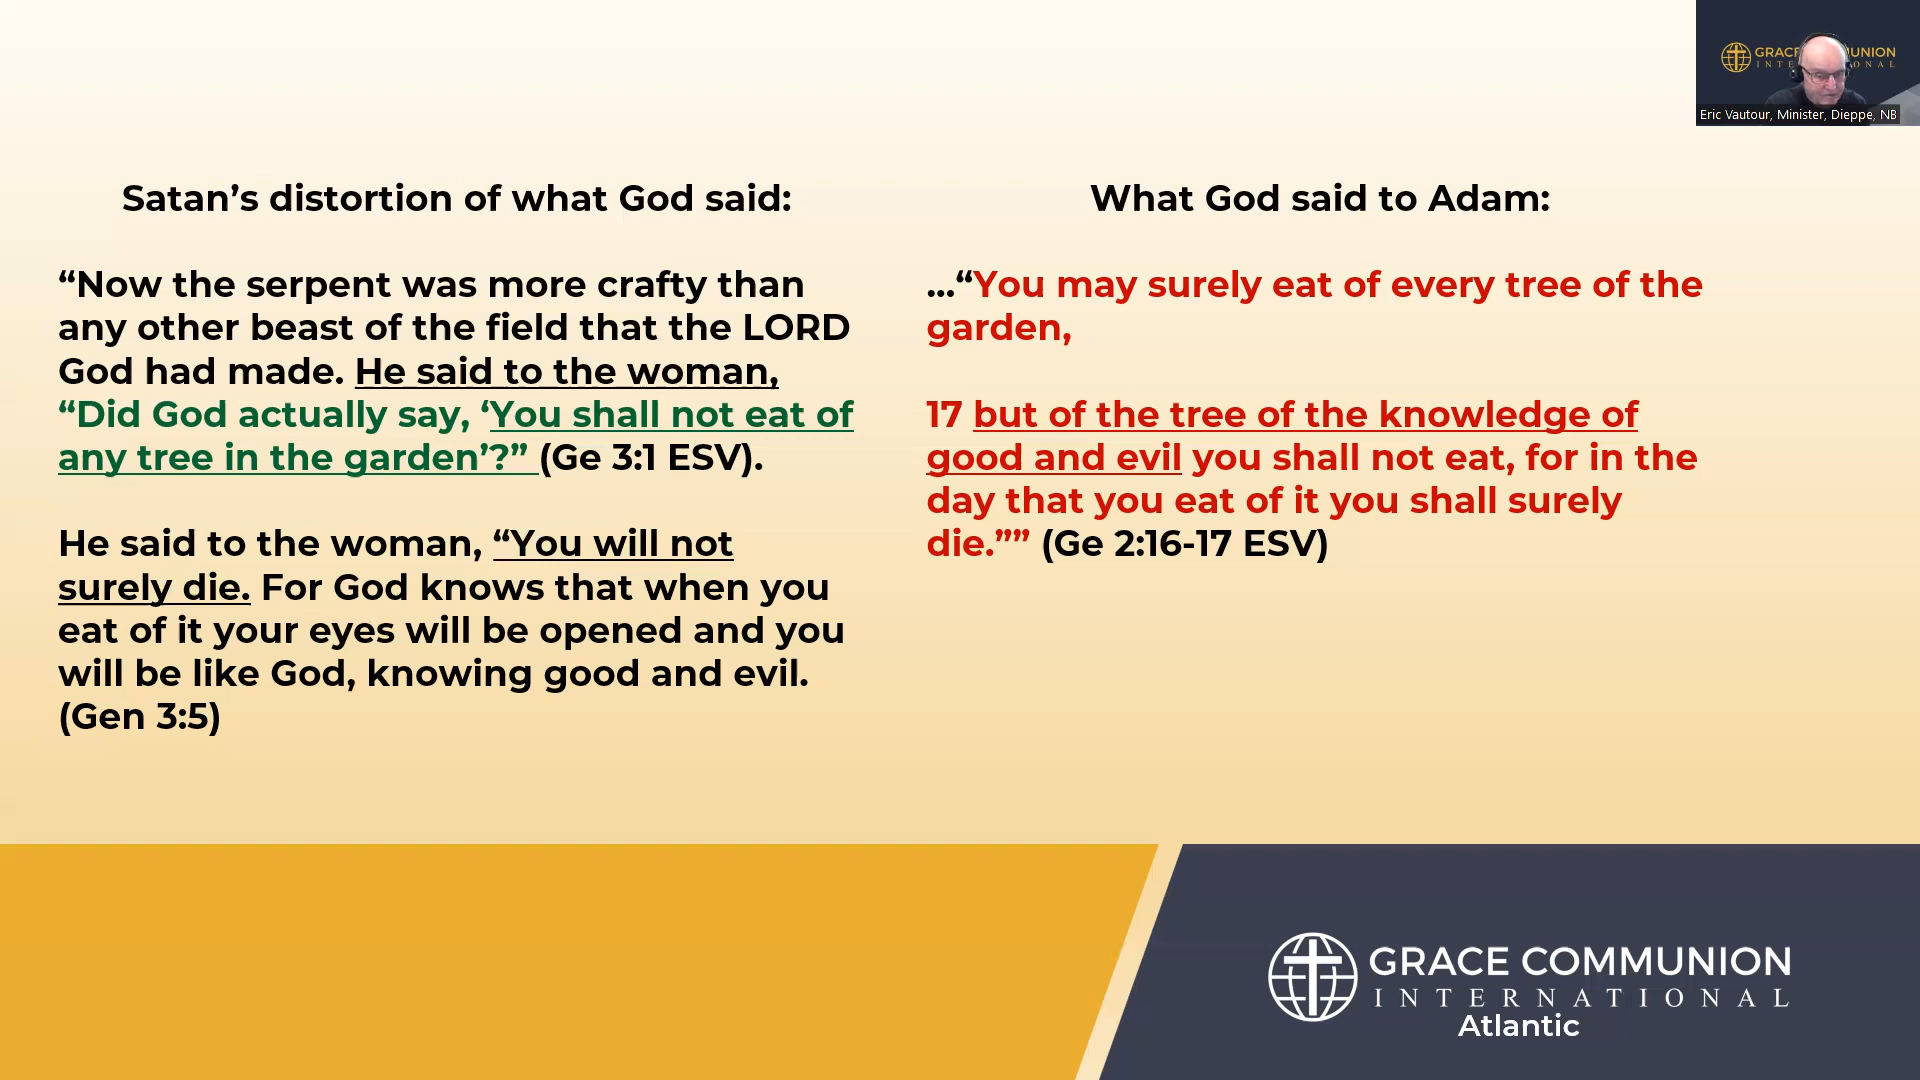 Satan’s distortion of what God said:
“Now the serpent was more crafty than
any other beast of the field that the LORD
God had made. He said to the woman,
“Did God actually say, ‘You shall not eat of
any tree in the garden’?” (Ge 3:1 ESV).
He said to the woman, “You will not
surely die. For God knows that when you
eat of it your eyes will be opened and you
will be like God, knowing good and evil.
(Gen 3:5)
What God said to Adam:
...“You may surely eat of every tree of the
garden,
17 but of the tree of the knowledge of
good and evil you shall not eat, for in the
day that you eat of it you shall surely
die.”” (Ge 2:16-17 ESV)
Eric Vautour, Minister, Dieppe, NB
GRACE COMMUNION
INTERNATIONAL
Atlantic